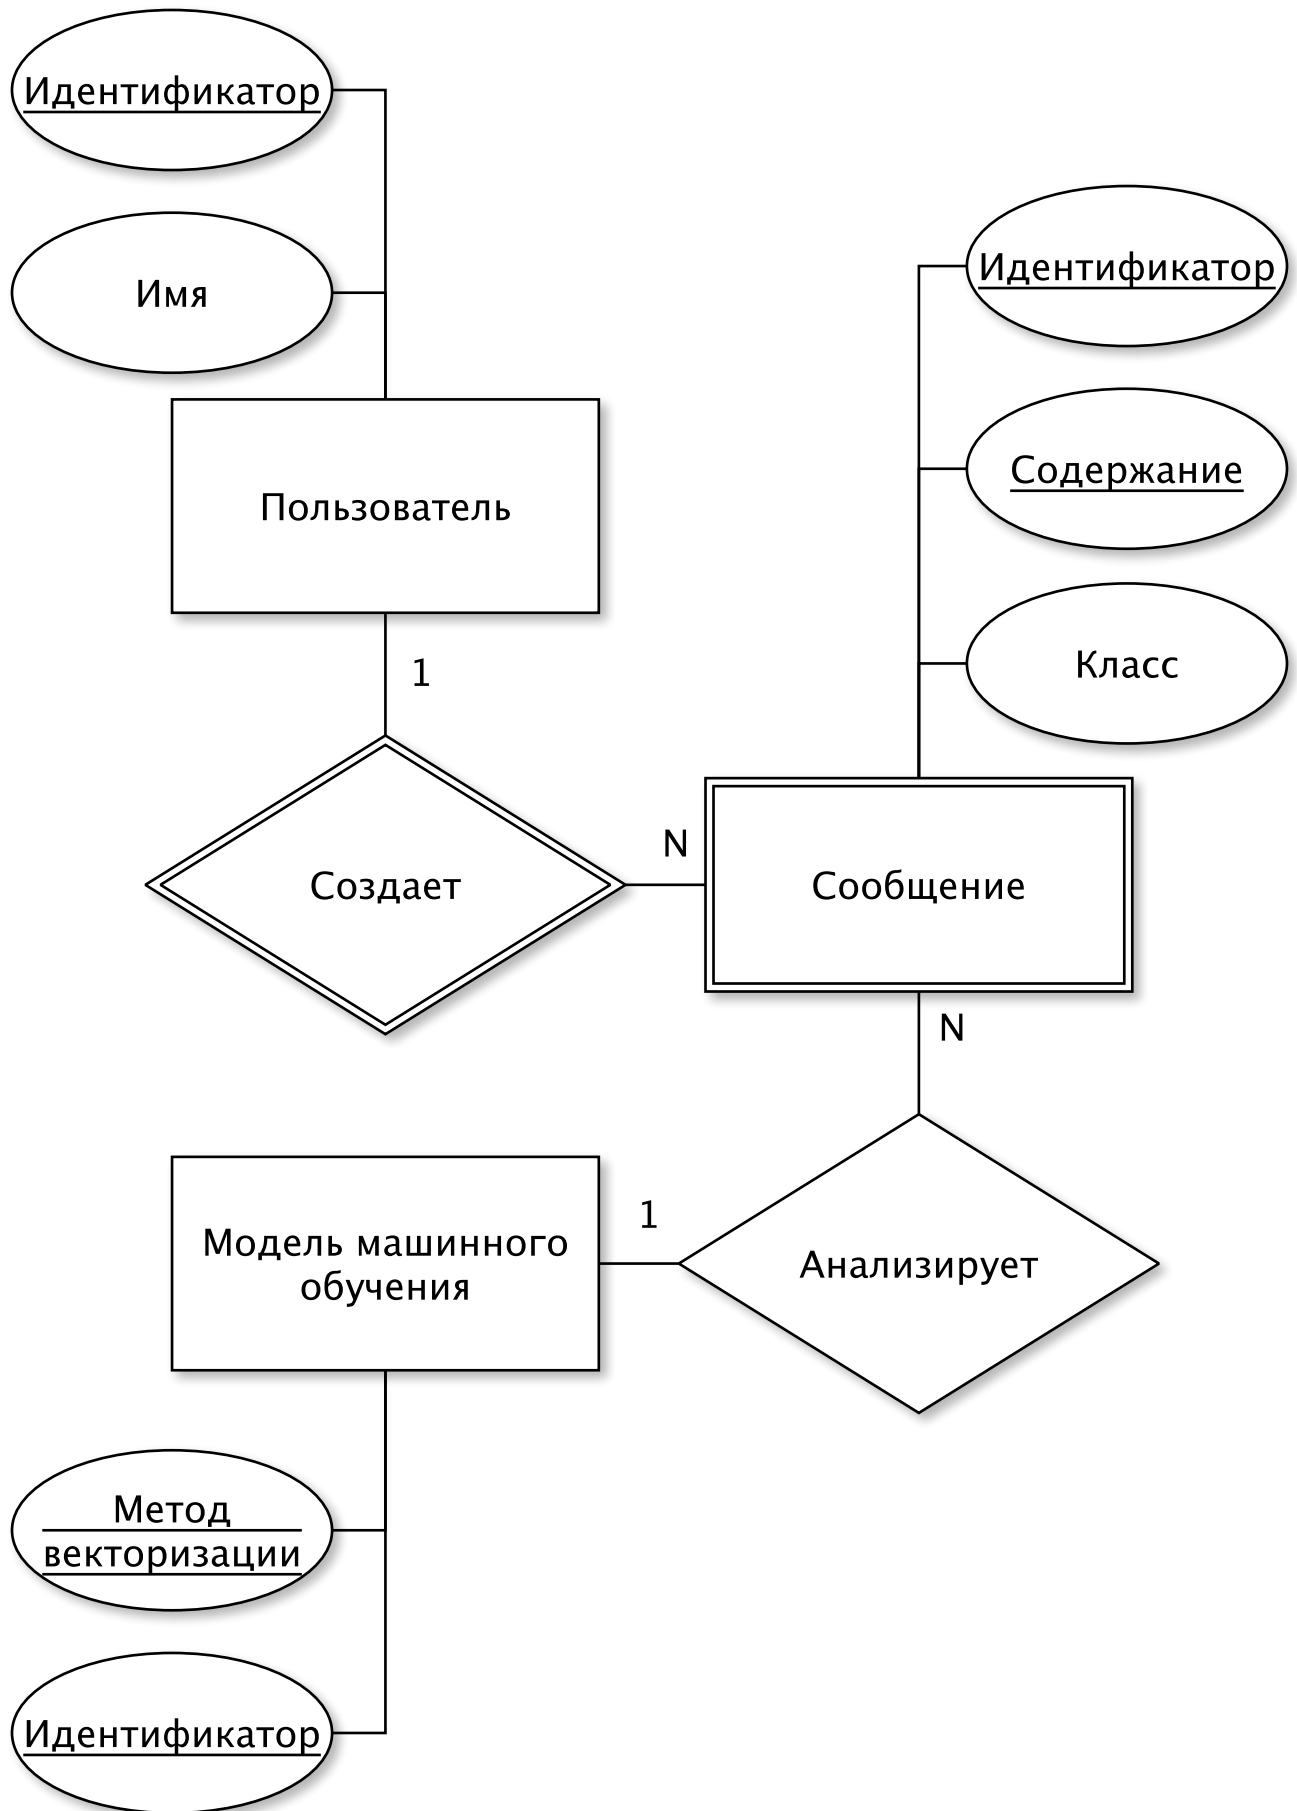 Идентификатор
Имя
Пользователь
1
Создает
N
Идентификатор
Содержание
Класс
Сообщение
N
Анализирует
1
Модель машинного
обучения
Метод
векторизации
Идентификатор